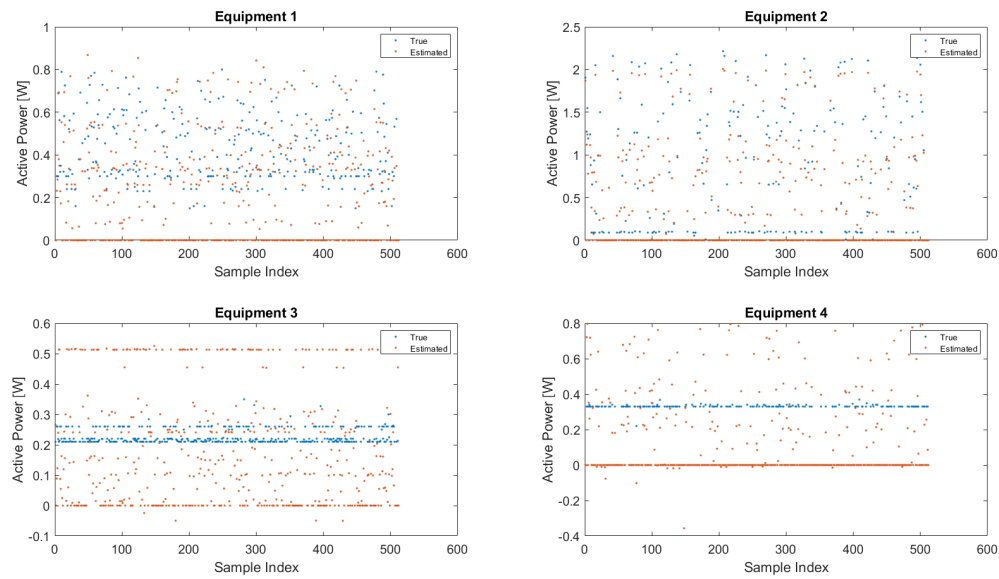 Equipment 1
Active Power [W]
1
0.8
0.6
0.4
0.2
0
0 100 200 300 400 500 600
Sample Index
True
Estimated
Equipment 2
Active Power [W]
2.5
2
1.5
1
0.5
0
0 100 200 300 400 500 600
Sample Index
True
Estimated
Equipment 3
Active Power [W]
0.6
0.5
0.4
0.3
0.2
0.1
0
-0.1
0 100 200 300 400 500 600
Sample Index
True
Estimated
Equipment 4
Active Power [W]
0.8
0.6
0.4
0.2
0
-0.2
-0.4
0 100 200 300 400 500 600
Sample Index
True
Estimated